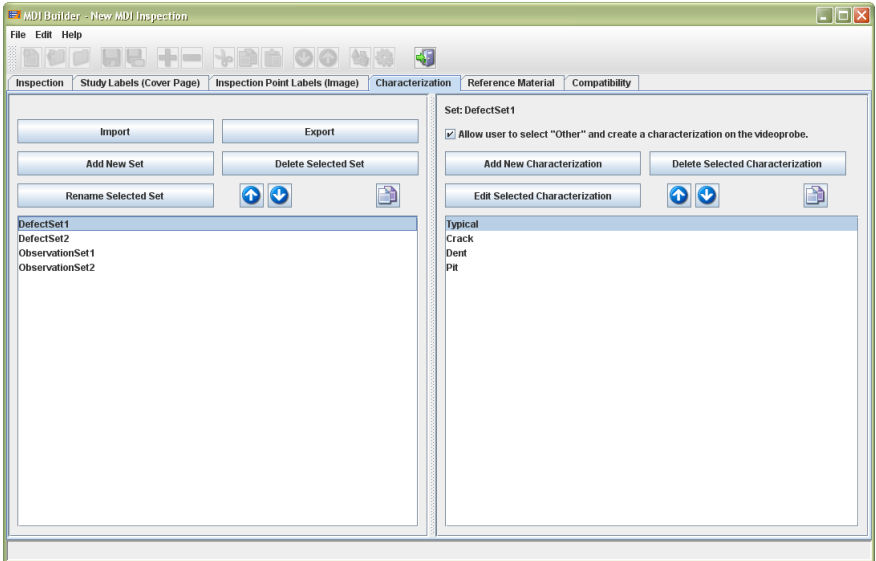 MDI Builder - New MDI Inspection
File Edit Help
Inspection Study Labels (Cover Page) Inspection Point Labels (Image) Characterization Reference Material Compatibility
Import Export
Add New Set Delete Selected Set
Rename Selected Set
DefectSet1
DefectSet2
ObservationSet1
ObservationSet2
Set: DefectSet1
Allow user to select "Other" and create a characterization on the videoprobe.
Add New Characterization Delete Selected Characterization
Edit Selected Characterization
Typical
Crack
Dent
Pit